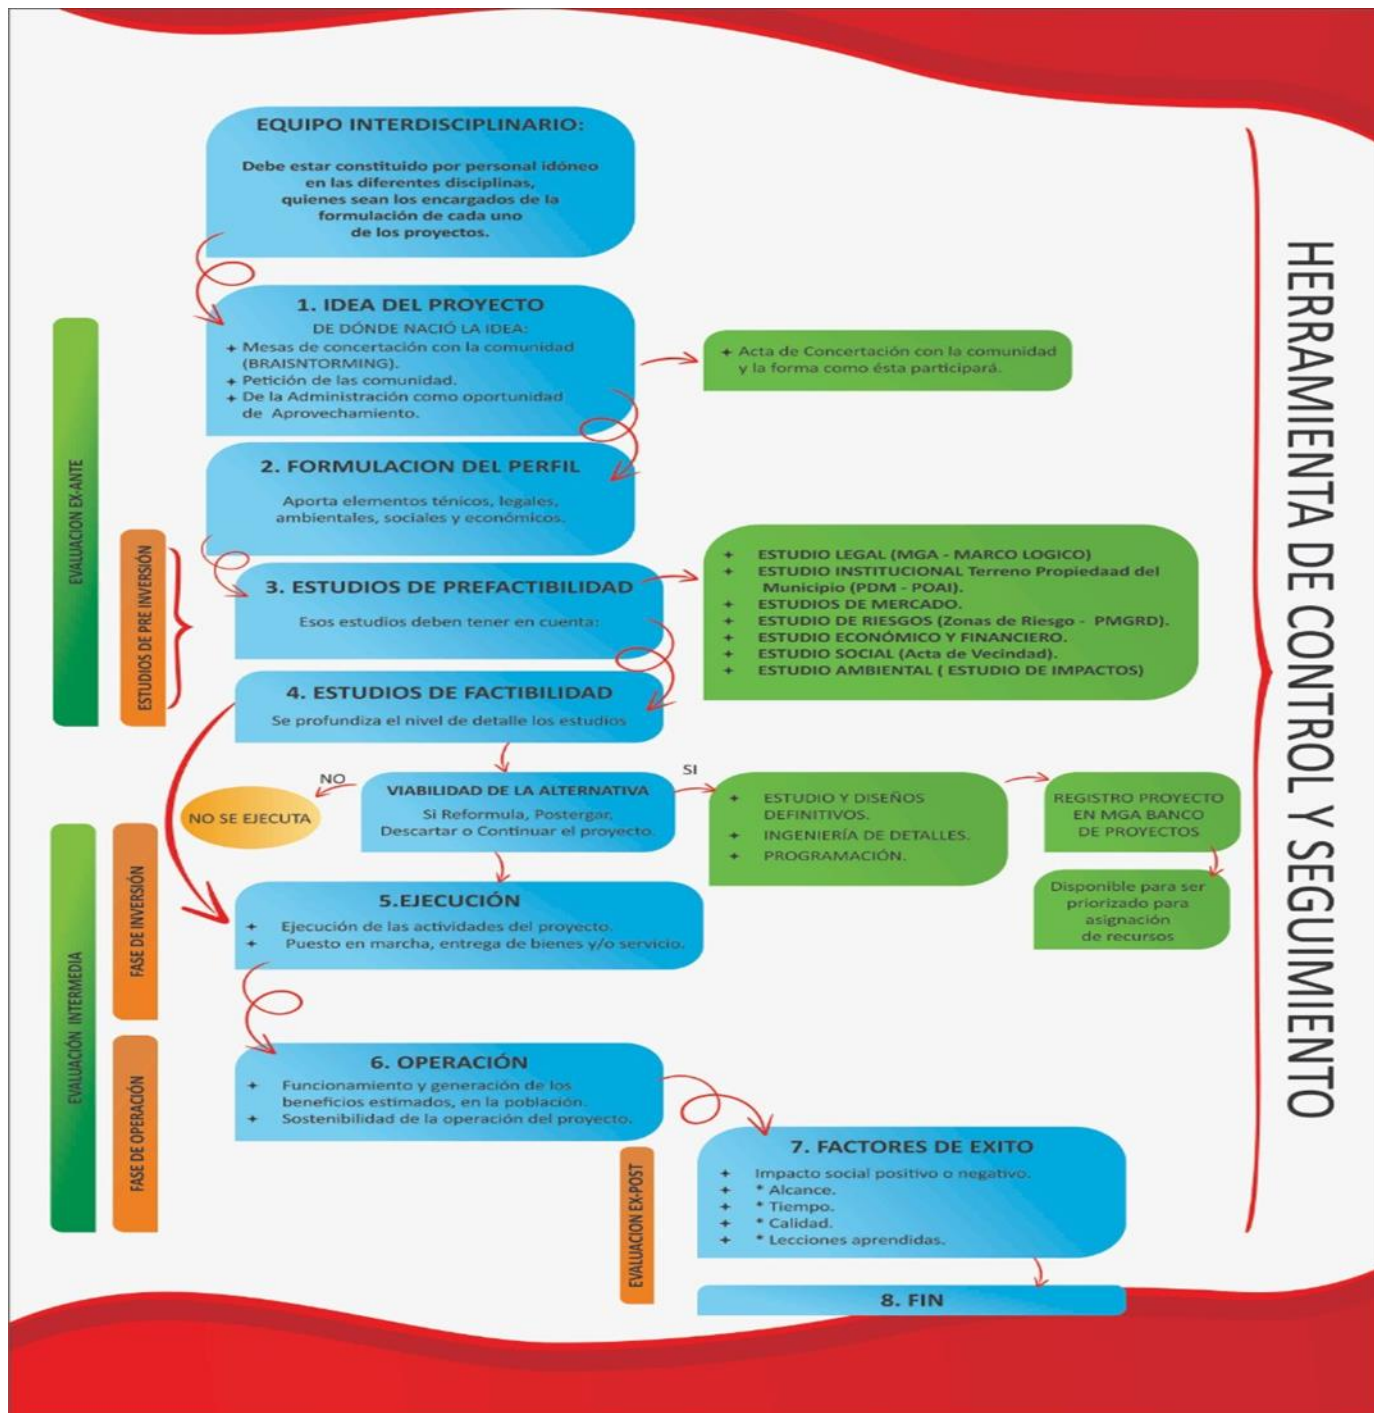 EQUIPO INTERDISCIPLINARIO:
Debe estar constituido por personal idóneo
en las diferentes disciplinas,
quienes sean los encargados de la
formulación de cada uno
de los proyectos.
1. IDEA DEL PROYECTO
DE DÓNDE NACIÓ LA IDEA:
+ Mesas de concertación con la comunidad
(BRAISNTORMING).
+ Petición de las comunidad.
+ De la Administración como oportunidad
de Aprovechamiento.
+ Acta de Concertación con la comunidad
y la forma como ésta participará.
2. FORMULACION DEL PERFIL
Aporta elementos ténicos, legales,
ambientales, sociales y económicos.
3. ESTUDIOS DE PREFACTIBILIDAD
Esos estudios deben tener en cuenta:
+ ESTUDIO LEGAL (MGA - MARCO LOGICO)
+ ESTUDIO INSTITUCIONAL Terreno Propiedaad del
Municipio (PDM - POAI).
+ ESTUDIOS DE MERCADO.
+ ESTUDIO DE RIESGOS (Zonas de Riesgo - PMGRD).
+ ESTUDIO ECONÓMICO Y FINANCIERO.
+ ESTUDIO SOCIAL (Acta de Vecindad).
+ ESTUDIO AMBIENTAL ( ESTUDIO DE IMPACTOS)
4. ESTUDIOS DE FACTIBILIDAD
Se profundiza el nivel de detalle los estudios
VIABILIDAD DE LA ALTERNATIVA
Si Reformula, Postergar,
Descartar o Continuar el proyecto.
NO
NO SE EJECUTA
SI
+ ESTUDIO Y DISEÑOS
DEFINITIVOS.
+ INGENIERÍA DE DETALLES.
+ PROGRAMACIÓN.
REGISTRO PROYECTO
EN MGA BANCO
DE PROYECTOS
Disponible para ser
priorizado para
asignación
de recursos
5.EJECUCIÓN
+ Ejecución de las actividades del proyecto.
+ Puesto en marcha, entrega de bienes y/o servicio.
6. OPERACIÓN
+ Funcionamiento y generación de los
beneficios estimados, en la población.
+ Sostenibilidad de la operación del proyecto.
7. FACTORES DE EXITO
+ Impacto social positivo o negativo.
+ * Alcance.
+ * Tiempo.
+ * Calidad.
+ * Lecciones aprendidas.
8. FIN
EVALUACION EX-ANTE
ESTUDIOS DE PRE INVERSIÓN
EVALUACIÓN INTERMEDIA
FASE DE INVERSIÓN
FASE DE OPERACIÓN
EVALUACION EX-POST
HERRAMIENTA DE CONTROL Y SEGUIMIENTO